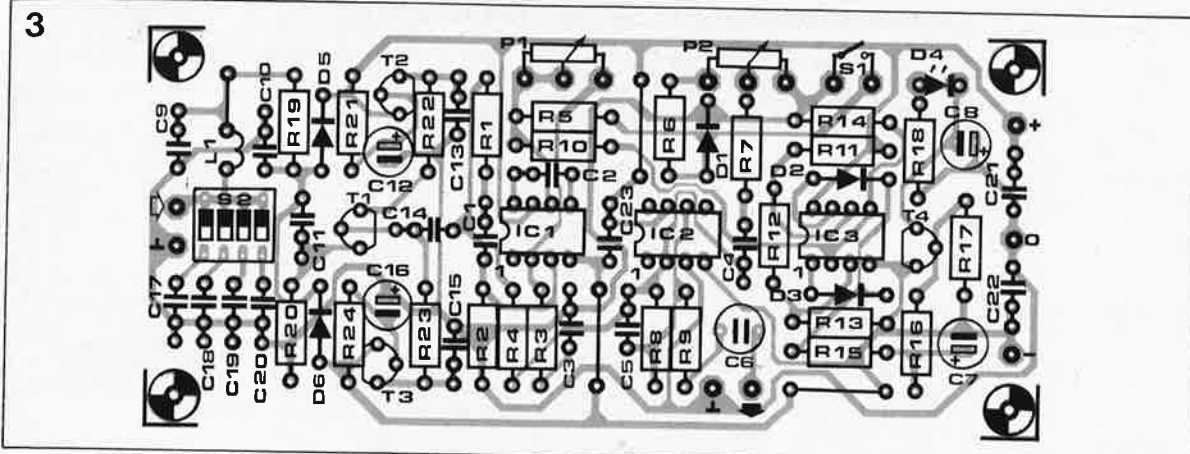 3
P1
P2
S1
D4
T2
C10
D5
C9
R19
R21
R22
C13
R1
R5
R10
R6
D1
R7
R14
R11
R18
C8
+
L1
C12
C2
D2
C21
S2
T1
C14
C11
C1
IC1
C23
IC2
C4
R12
IC3
T4
R17
0
1
1
1
C17
C16
C15
D3
C22
R20
R24
R23
R2
R4
R3
C3
C5
R8
R9
C6
R13
R15
R16
C7
-
C18
C19
C20
D6
T3